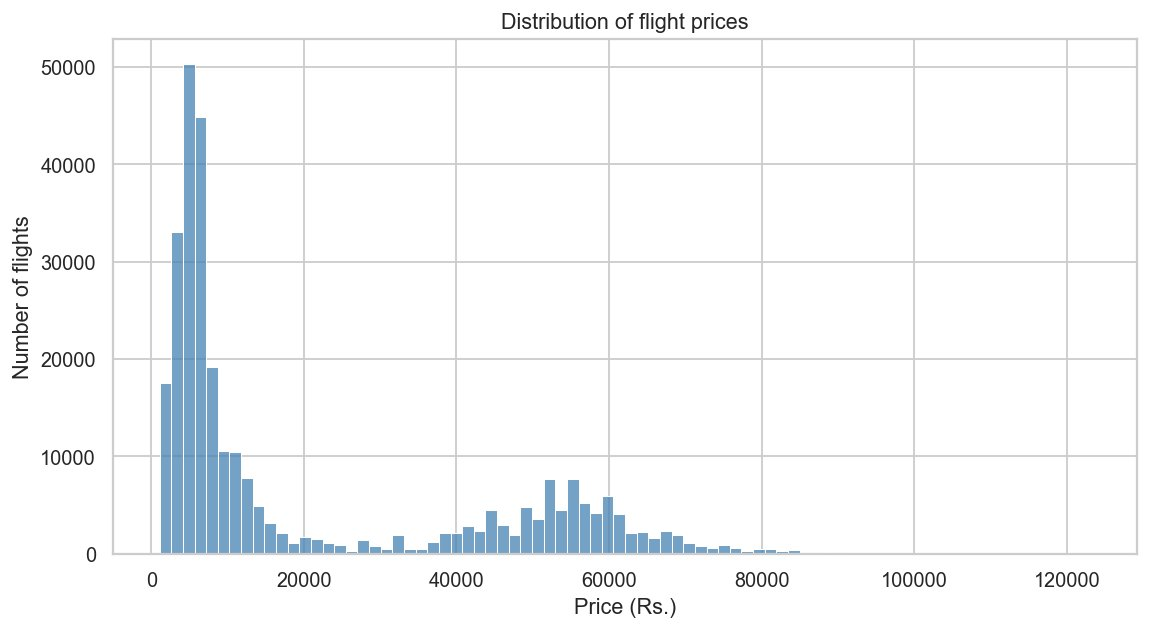 Distribution of flight prices
50000
40000
30000
20000
10000
0
Number of flights
0 20000 40000 60000 80000 100000 120000
Price (Rs.)